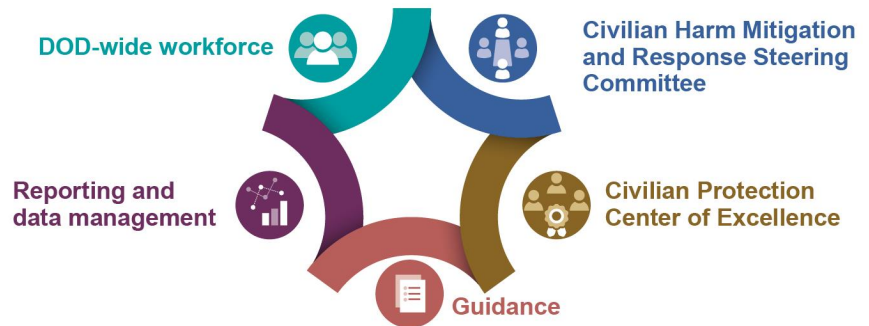 DOD-wide workforce
Civilian Harm Mitigation
and Response Steering
Committee
Reporting and
data management
Civilian Protection
Center of Excellence
Guidance